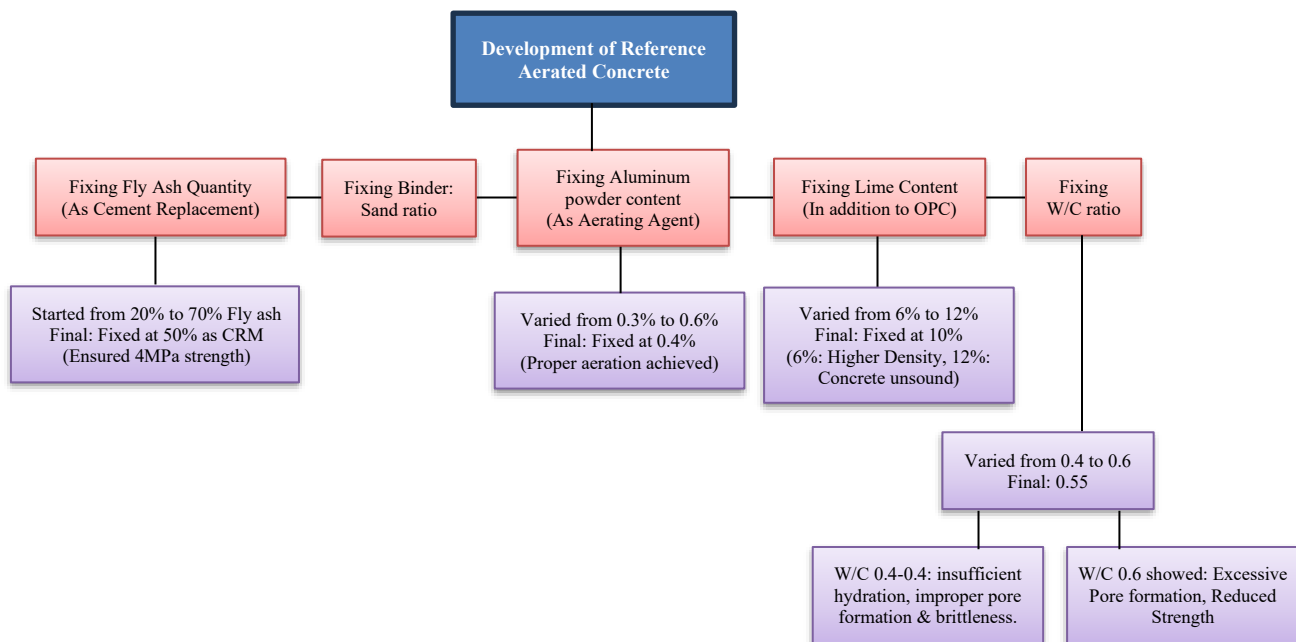 Development of Reference
Aerated Concrete
Fixing Fly Ash Quantity
(As Cement Replacement)
Fixing Binder:
Sand ratio
Fixing Aluminum
powder content
(As Aerating Agent)
Fixing Lime Content
(In addition to OPC)
Fixing
W/C ratio
Started from 20% to 70% Fly ash
Final: Fixed at 50% as CRM
(Ensured 4MPa strength)
Varied from 0.3% to 0.6%
Final: Fixed at 0.4%
(Proper aeration achieved)
Varied from 6% to 12%
Final: Fixed at 10%
(6%: Higher Density, 12%:
Concrete unsound)
Varied from 0.4 to 0.6
Final: 0.55
W/C 0.4-0.4: insufficient
hydration, improper pore
formation & brittleness.
W/C 0.6 showed: Excessive
Pore formation, Reduced
Strength